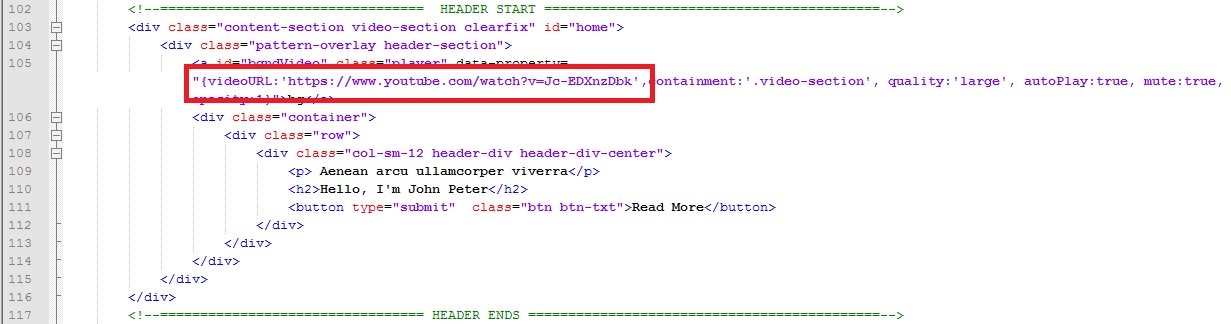 102 <!--================================= HEADER START ==========================================-->
103 <div class="content-section video-section clearfix" id="home">
104 <div class="pattern-overlay header-section">
105 <a id="bgndVideo" class="player" data-property=
"{videoURL:'https://www.youtube.com/watch?v=Jc-EDXnzDbk',containment:'.video-section', quality:'large', autoPlay:true, mute:true,
opacity:1}">bg</a>
106 <div class="container">
107 <div class="row">
108 <div class="col-sm-12 header-div header-div-center">
109 <p> Aenean arcu ullamcorper viverra</p>
110 <h2>Hello, I'm John Peter</h2>
111 <button type="submit"  class="btn btn-txt">Read More</button>
112 </div>
113 </div>
114 </div>
115 </div>
116 </div>
117 <!--================================= HEADER ENDS ============================================-->